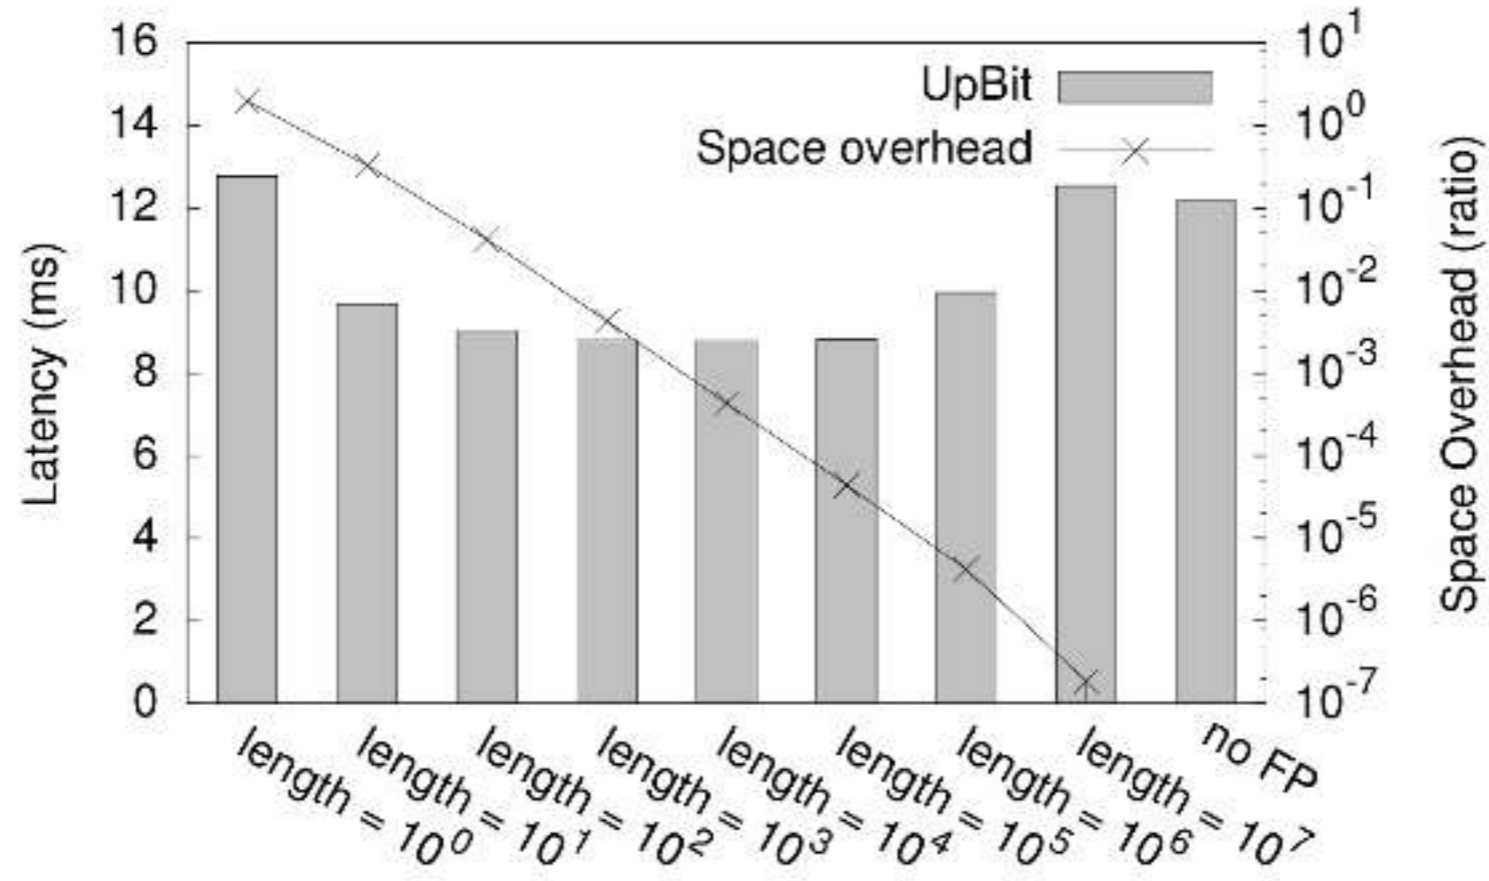 16
14
12
10
8
6
4
2
0
Latency (ms)
UpBit
Space overhead
10^1
10^0
10^-1
10^-2
10^-3
10^-4
10^-5
10^-6
10^-7
Space Overhead (ratio)
length = 10^0
length = 10^1
length = 10^2
length = 10^3
length = 10^4
length = 10^5
length = 10^6
length = 10^7
no FP